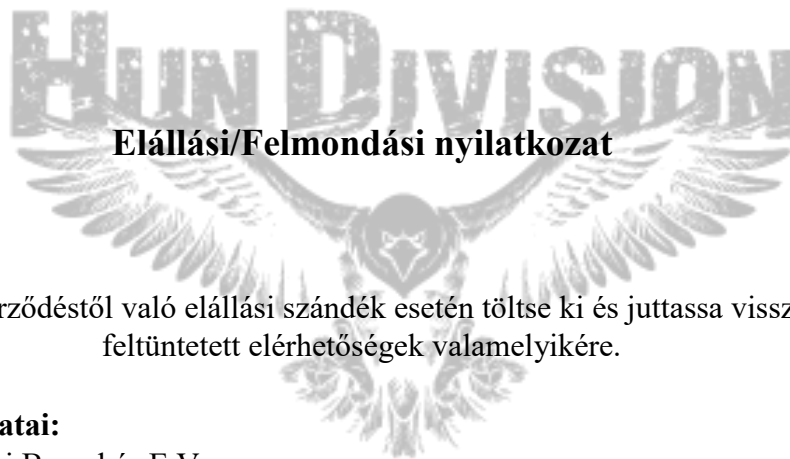 HUN DIVISION
Elállási/Felmondási nyilatkozat
rződéstől való elállási szándék esetén töltse ki és juttassa vissz
feltüntetett elérhetőségek valamelyikére.
atai: